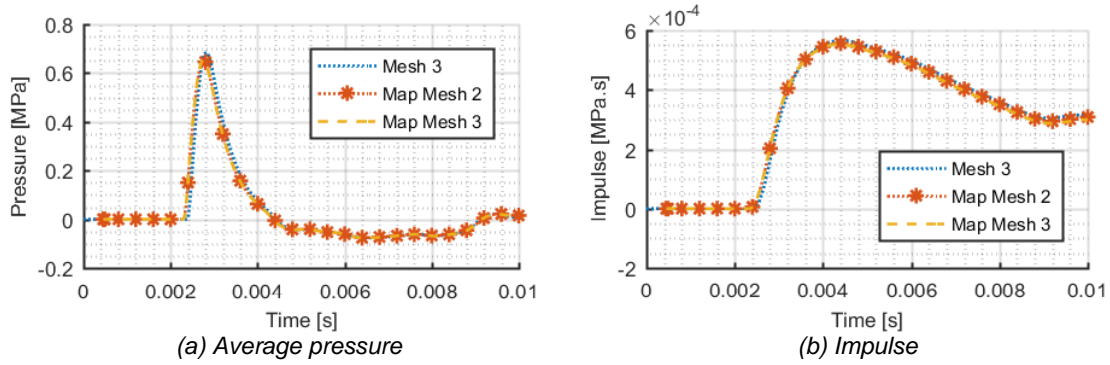 0.8
0.6
0.4
0.2
0
-0.2
Pressure [MPa]
Mesh 3
Map Mesh 2
Map Mesh 3
0 0.002 0.004 0.006 0.008 0.01
Time [s]
(a) Average pressure
×10-4
6
4
2
0
-2
Impulse [MPa.s]
Mesh 3
Map Mesh 2
Map Mesh 3
0 0.002 0.004 0.006 0.008 0.01
Time [s]
(b) Impulse